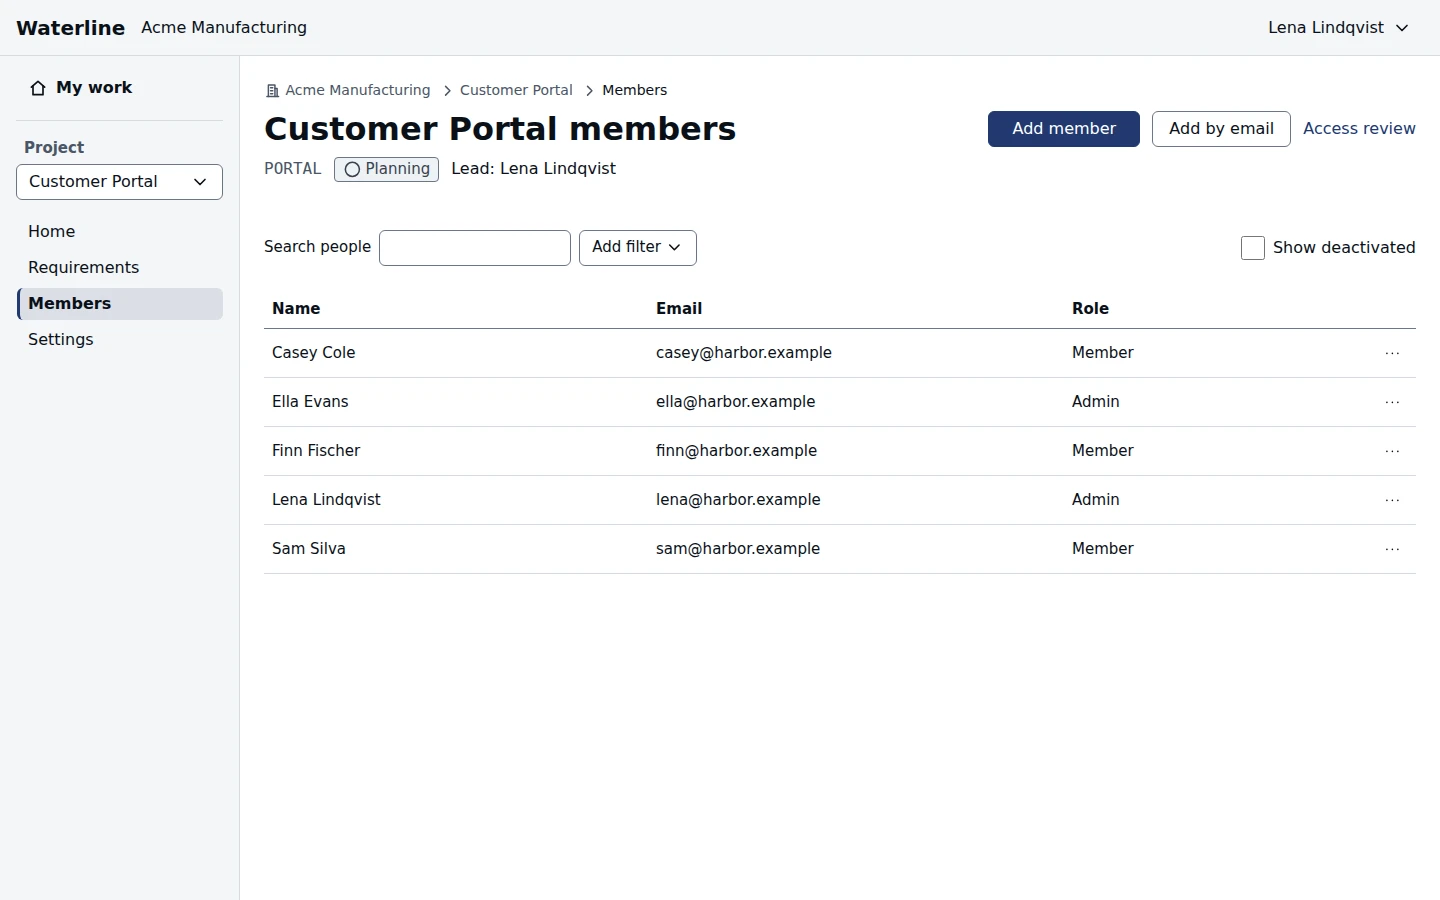 Waterline Acme Manufacturing Lena Lindqvist
My work
Project
Customer Portal
Home
Requirements
Members
Settings
Acme Manufacturing Customer Portal Members
Customer Portal members
Add member Add by email Access review
PORTAL Planning Lead: Lena Lindqvist
Search people Add filter Show deactivated
Name Email Role
Casey Cole casey@harbor.example Member ...
Ella Evans ella@harbor.example Admin ...
Finn Fischer finn@harbor.example Member ...
Lena Lindqvist lena@harbor.example Admin ...
Sam Silva sam@harbor.example Member ...